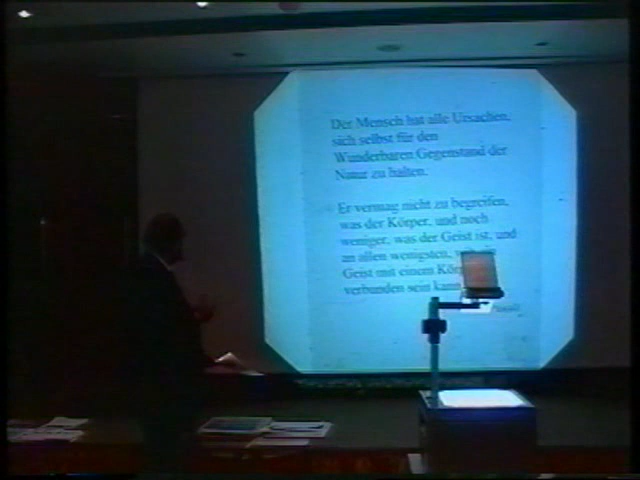 Der Mensch hat alle Ursachen,
sich selbst für den
Wunderbaren Gegenstand der
Natur zu halten.
Er vermag nicht zu begreifen,
was der Körper, und noch
weniger, was der Geist ist, und
an allen wenigsten, wie ein
Geist mit einem
verbunden sein kann